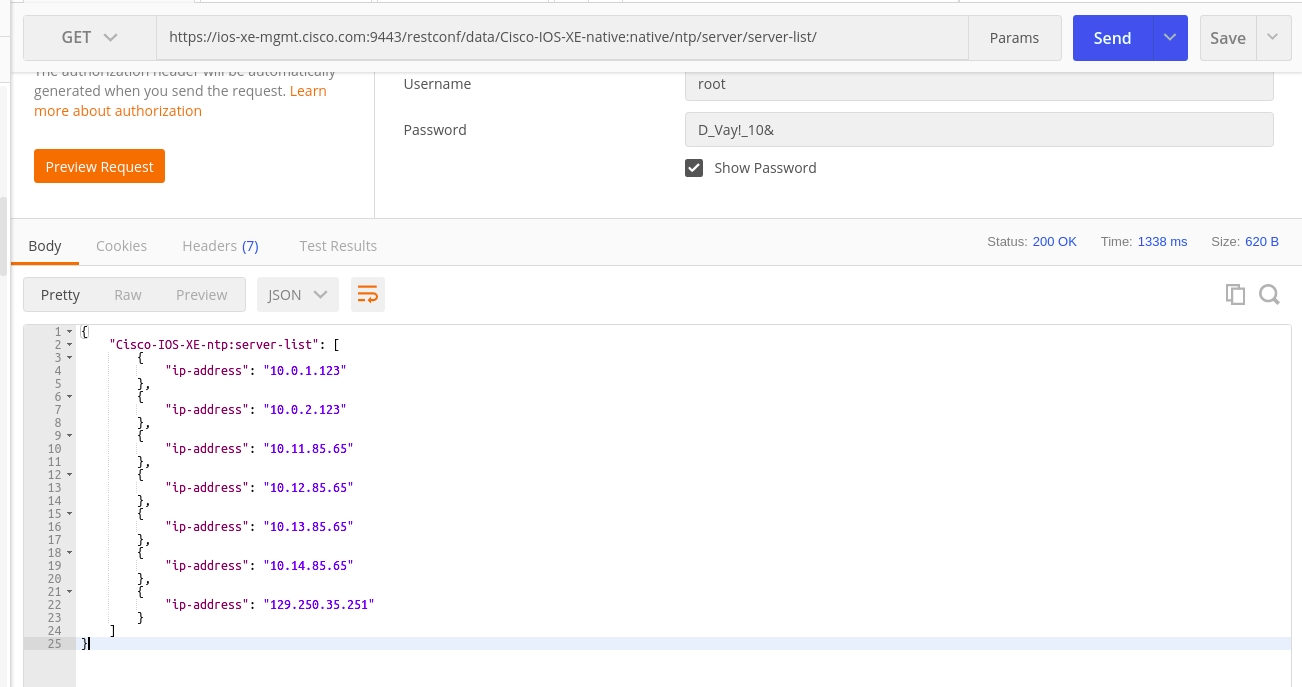 GET https://ios-xe-mgmt.cisco.com:9443/restconf/data/Cisco-IOS-XE-native:native/ntp/server/server-list/ Params Send Save
The authorization header will be automatically
generated when you send the request. Learn
more about authorization
Preview Request
Username root
Password D_Vay!_10&
Show Password
Body Cookies Headers (7) Test Results Status: 200 OK Time: 1338 ms Size: 620 B
Pretty Raw Preview JSON
1 {
2 "Cisco-IOS-XE-ntp:server-list": [
3 {
4 "ip-address": "10.0.1.123"
5 },
6 {
7 "ip-address": "10.0.2.123"
8 },
9 {
10 "ip-address": "10.11.85.65"
11 },
12 {
13 "ip-address": "10.12.85.65"
14 },
15 {
16 "ip-address": "10.13.85.65"
17 },
18 {
19 "ip-address": "10.14.85.65"
20 },
21 {
22 "ip-address": "129.250.35.251"
23 }
24 ]
25 }